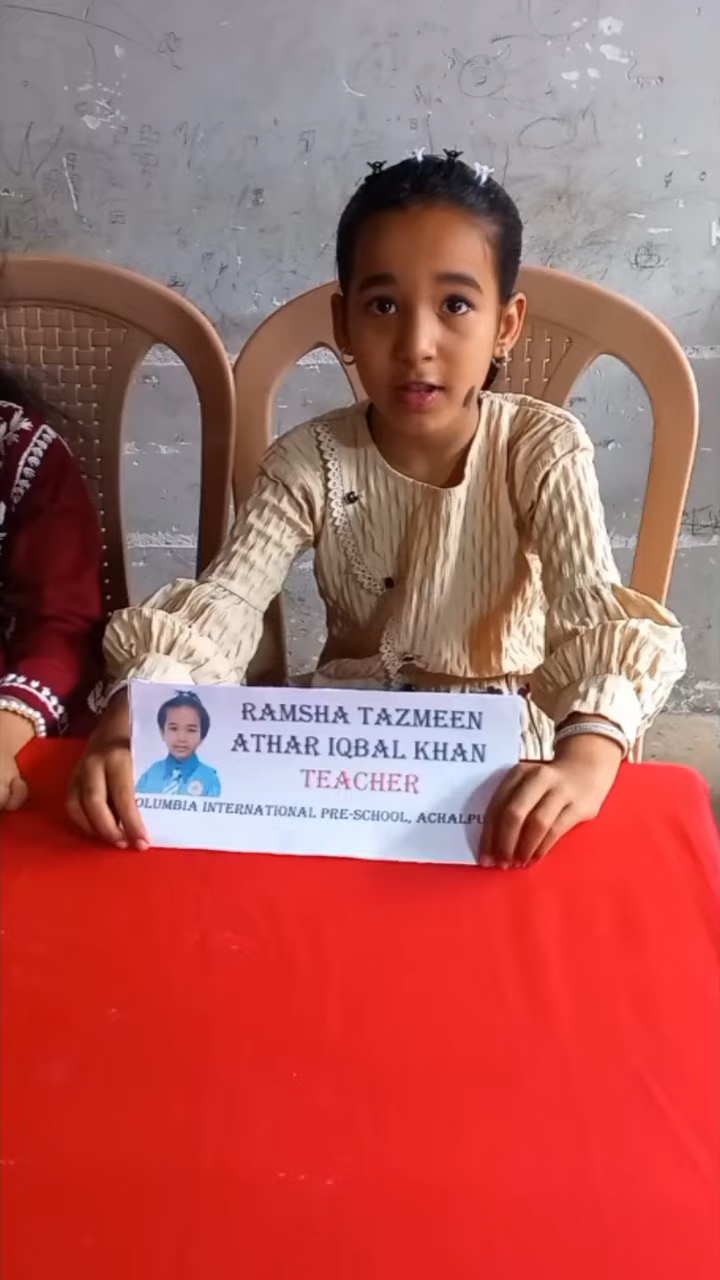 RAMSHA TAZMEEN
ATHAR IQBAL KHAN
TEACHER
OLUMBIA INTERNATIONAL PRE-SCHOOL, ACHALPU